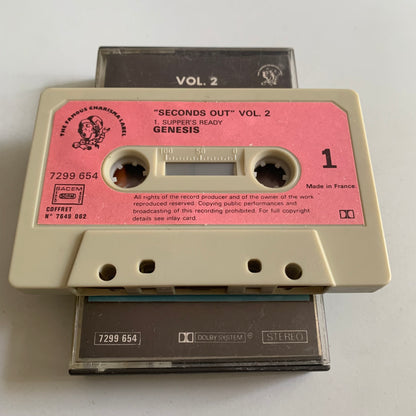 VOL. 2
THE FAMOUS CHARISMA LABEL
"SECONDS OUT" VOL. 2
1. SUPPER'S READY
GENESIS
7299 654
100 50 0
1
SACEM
Made in France
All rights of the record producer and of the owner of the work
reproduced reserved. Copying public performances and
broadcasting of this recording prohibited. For full copyright
details see inlay card.
COFFRET
N° 7649 062
7299 654
DOLBY SYSTEM ®
STEREO